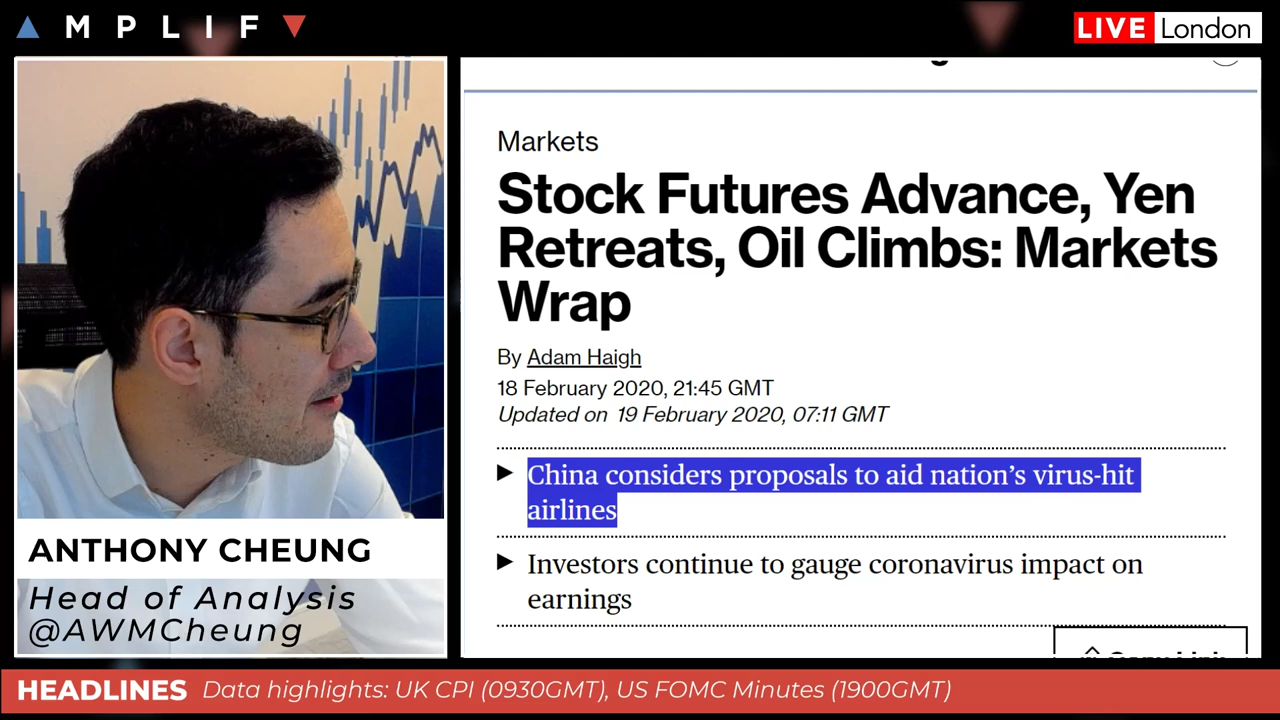 ▲ M P L I F ▼
LIVE London
Markets
Stock Futures Advance, Yen
Retreats, Oil Climbs: Markets
Wrap
By Adam Haigh
18 February 2020, 21:45 GMT
Updated on 19 February 2020, 07:11 GMT
China considers proposals to aid nation's virus-hit
airlines
Investors continue to gauge coronavirus impact on
earnings
ANTHONY CHEUNG
Head of Analysis
@AWMCheung
HEADLINES Data highlights: UK CPI (0930GMT), US FOMC Minutes (1900GMT)